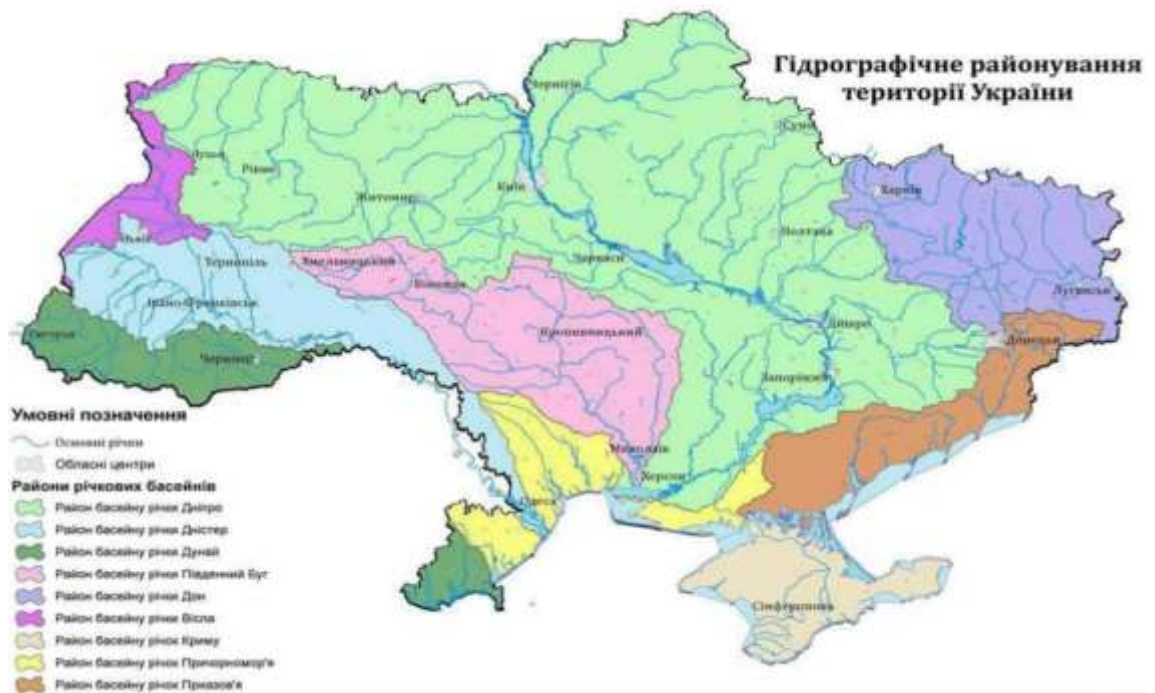 Гідрографічне районування
території України
Чернігів
Суми
Луцьк
Рівне
Київ
Харків
Житомир
Полтава
Львів
Тернопіль
Хмельницький
Черкаси
Вінниця
Луганськ
Івано-Франківськ
Ужгород
Кропивницький
Дніпро
Донецьк
Чернівці
Запоріжжя
Миколаїв
Херсон
Одеса
Сімферополь
Умовні позначення
Основні річки
Обласні центри
Райони річкових басейнів
Район басейну річки Дніпро
Район басейну річки Дністер
Район басейну річки Дунай
Район басейну річки Південний Буг
Район басейну річки Дон
Район басейну річки Вісла
Район басейну річок Криму
Район басейну річок Причорномор'я
Район басейну річок Приазов'я